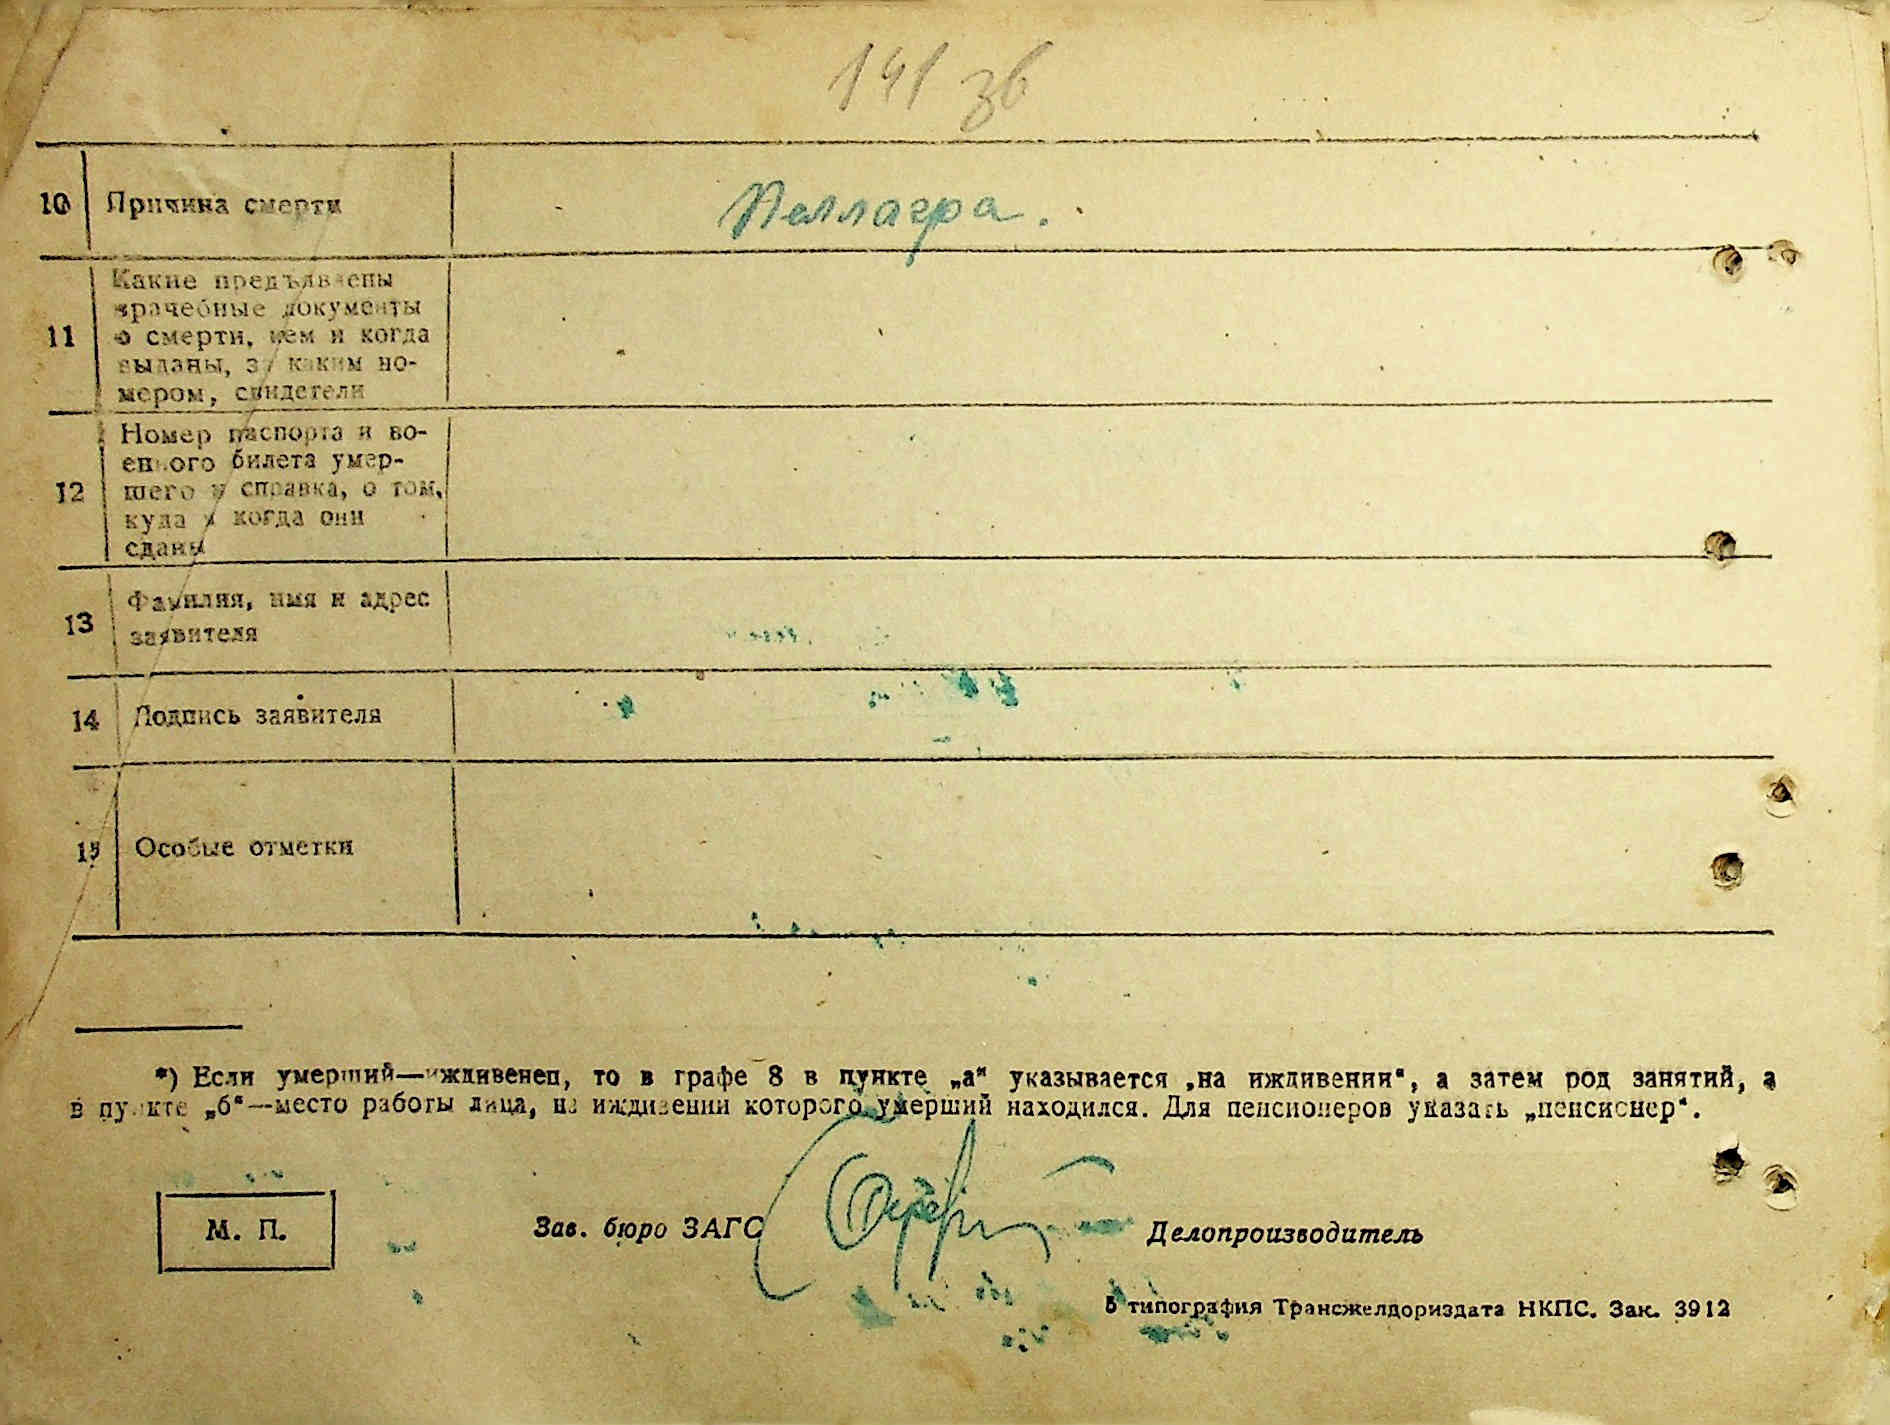 141 зв
10 Причина смерти Пеллагра.
11 Какие предъявлены
врачебные документы
о смерти, кем и когда
выданы, за каким но-
мером, свидетели
12 Номер паспорта и во-
енного билета умер-
шего и справка, о том,
куда и когда они
сданы
13 Фамилия, имя и адрес
заявителя
14 Подпись заявителя
15 Особые отметки
*) Если умерший—иждивенец, то в графе 8 в пункте „а“ указывается „на иждивении“, а затем род занятий, а
в пункте „б“—место работы лица, на иждивении которого умерший находился. Для пенсионеров указать „пенсионер“.
М. П. Зав. бюро ЗАГС Делопроизводитель
5 типография Трансжелдориздата НКПС. Зак. 3912